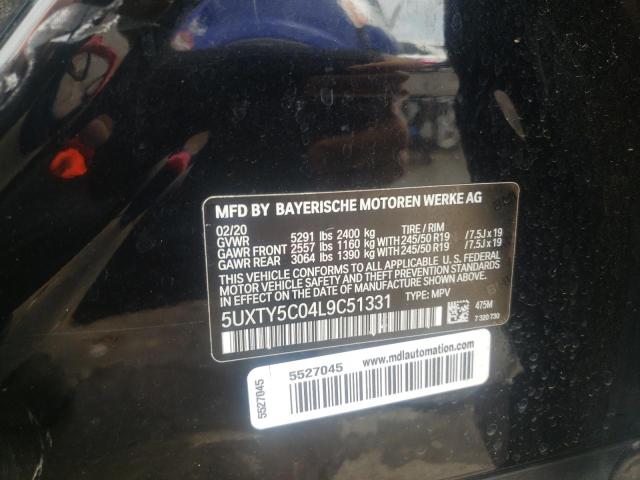 MFD BY BAYERISCHE MOTOREN WERKE AG
02/20 TIRE / RIM
GVWR 5291 lbs 2400 kg
GAWR FRONT 2557 lbs 1160 kg WITH 245/50 R19 /7.5J x 19
GAWR REAR 3064 lbs 1390 kg WITH 245/50 R19 /7.5J x 19
THIS VEHICLE CONFORMS TO ALL APPLICABLE U.S. FEDERAL
MOTOR VEHICLE SAFETY AND THEFT PREVENTION STANDARDS
IN EFFECT ON THE DATE OF MANUFACTURE SHOWN ABOVE.
5UXTY5C04L9C51331 TYPE: MPV
475M
7 320 730
5527045 www.mdlautomation.com
5527045